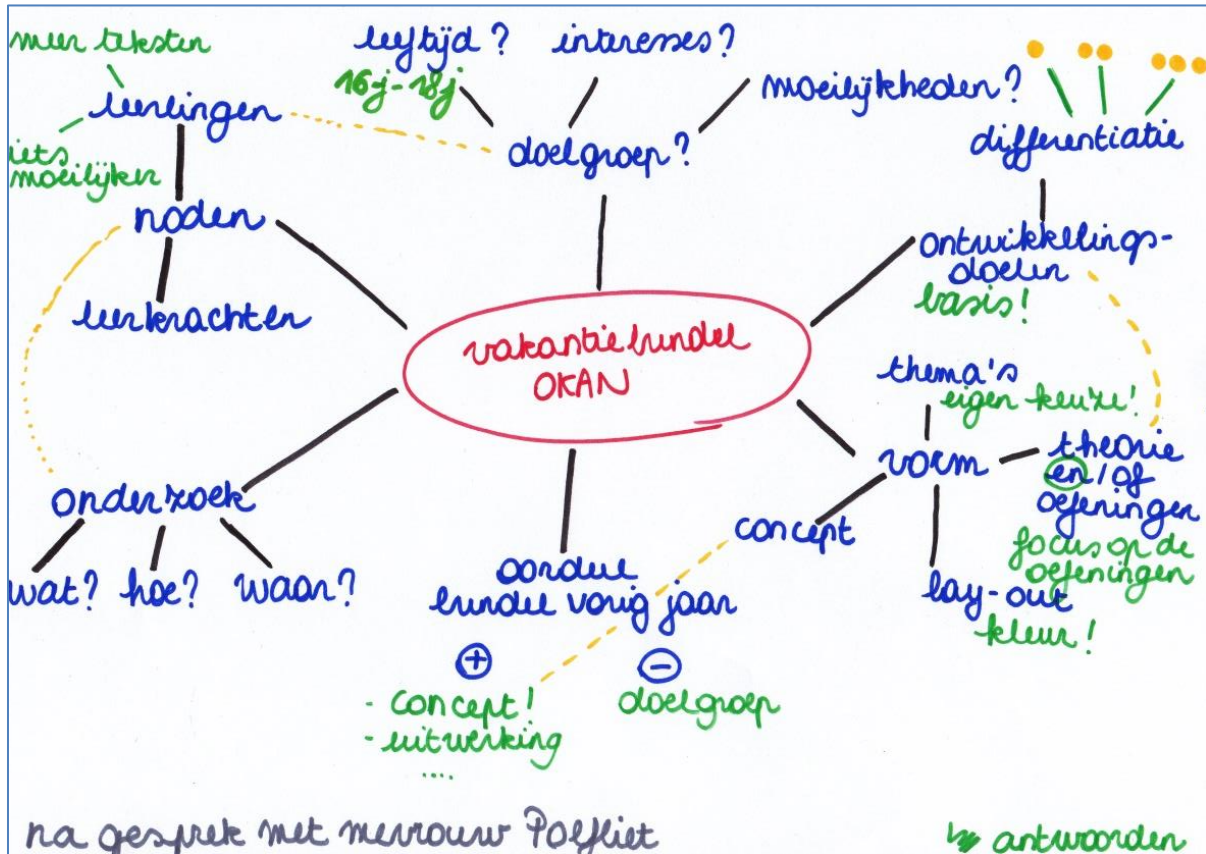 meer teksten
leerlingen
iets
moeilijker
noden
leerkrachten
leeftijd ?
16j - 18j
interesses ?
moeilijkheden ?
doelgroep ?
differentiatie
ontwikkelings-
doelen
basis !
vakantiebundel
OKAN
thema's
eigen keuze !
vorm
theorie
en / of
oefeningen
focus op de
oefeningen
concept
lay-out
kleur !
onderzoek
wat ? hoe ? waar ?
oordeel
bundel vorig jaar
+
- concept !
- uitwerking
....
-
doelgroep
na gesprek met mevrouw Polfliet
antwoorden